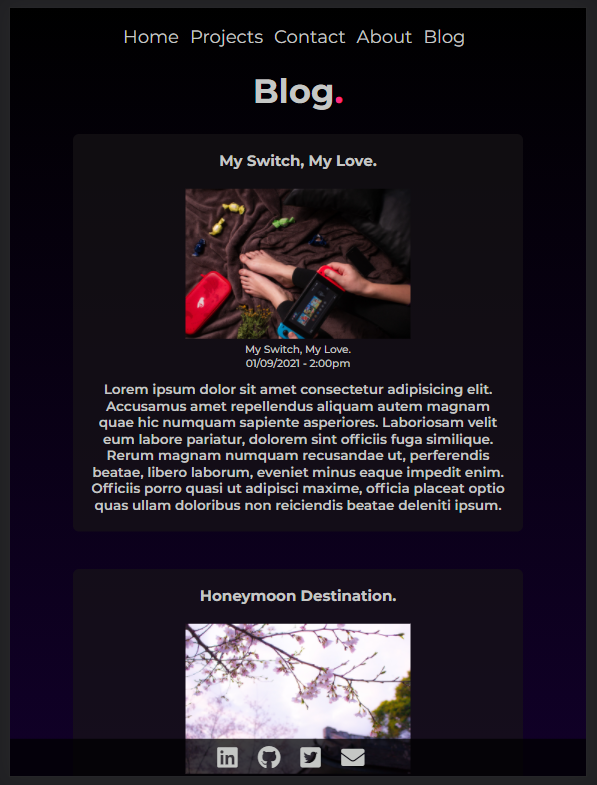 Home Projects Contact About Blog
Blog.
My Switch, My Love.
My Switch, My Love.
01/09/2021 - 2:00pm
Lorem ipsum dolor sit amet consectetur adipisicing elit.
Accusamus amet repellendus aliquam autem magnam
quae hic numquam sapiente asperiores. Laboriosam velit
eum labore pariatur, dolorem sint officiis fuga similique.
Rerum magnam numquam recusandae ut, perferendis
beatae, libero laborum, eveniet minus eaque impedit enim.
Officiis porro quasi ut adipisci maxime, officia placeat optio
quas ullam doloribus non reiciendis beatae deleniti ipsum.
Honeymoon Destination.
in